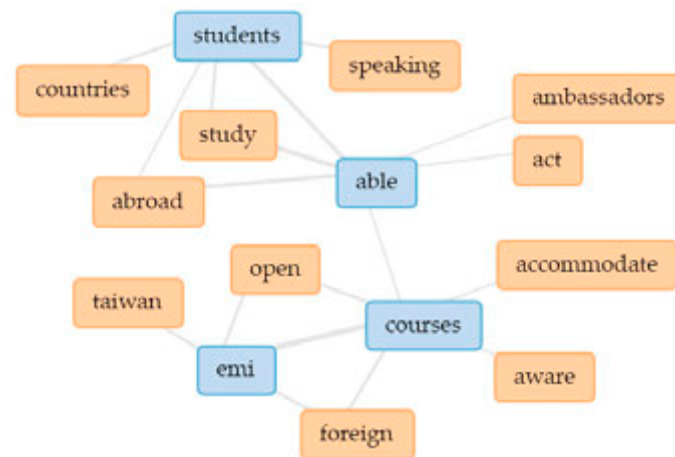 students
speaking
countries
ambassadors
study
act
able
abroad
open
accommodate
taiwan
courses
emi
aware
foreign